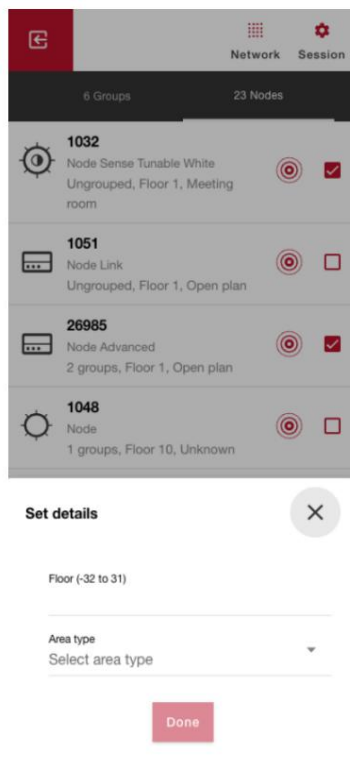 Network Session
6 Groups 23 Nodes
1032
Node Sense Tunable White
Ungrouped, Floor 1, Meeting
room
1051
Node Link
Ungrouped, Floor 1, Open plan
26985
Node Advanced
2 groups, Floor 1, Open plan
1048
Node
1 groups, Floor 10, Unknown
Set details
Floor (-32 to 31)
Area type
Select area type
Done